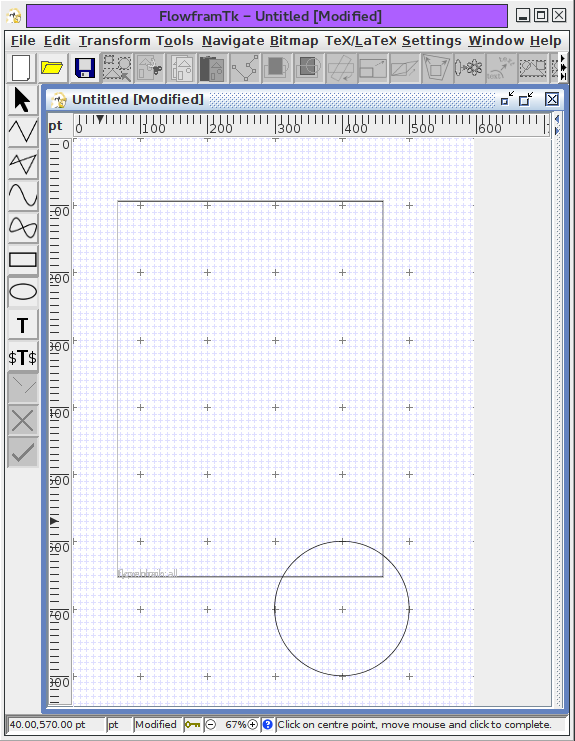 FlowframTk – Untitled [Modified]
File Edit Transform Tools Navigate Bitmap TeX/LaTeX Settings Window Help
Untitled [Modified]
pt 0 100 200 300 400 500 600
0
100
200
300
400
500
600
700
800
T
$T$
40.00,570.00 pt pt Modified 67% Click on centre point, move mouse and click to complete.